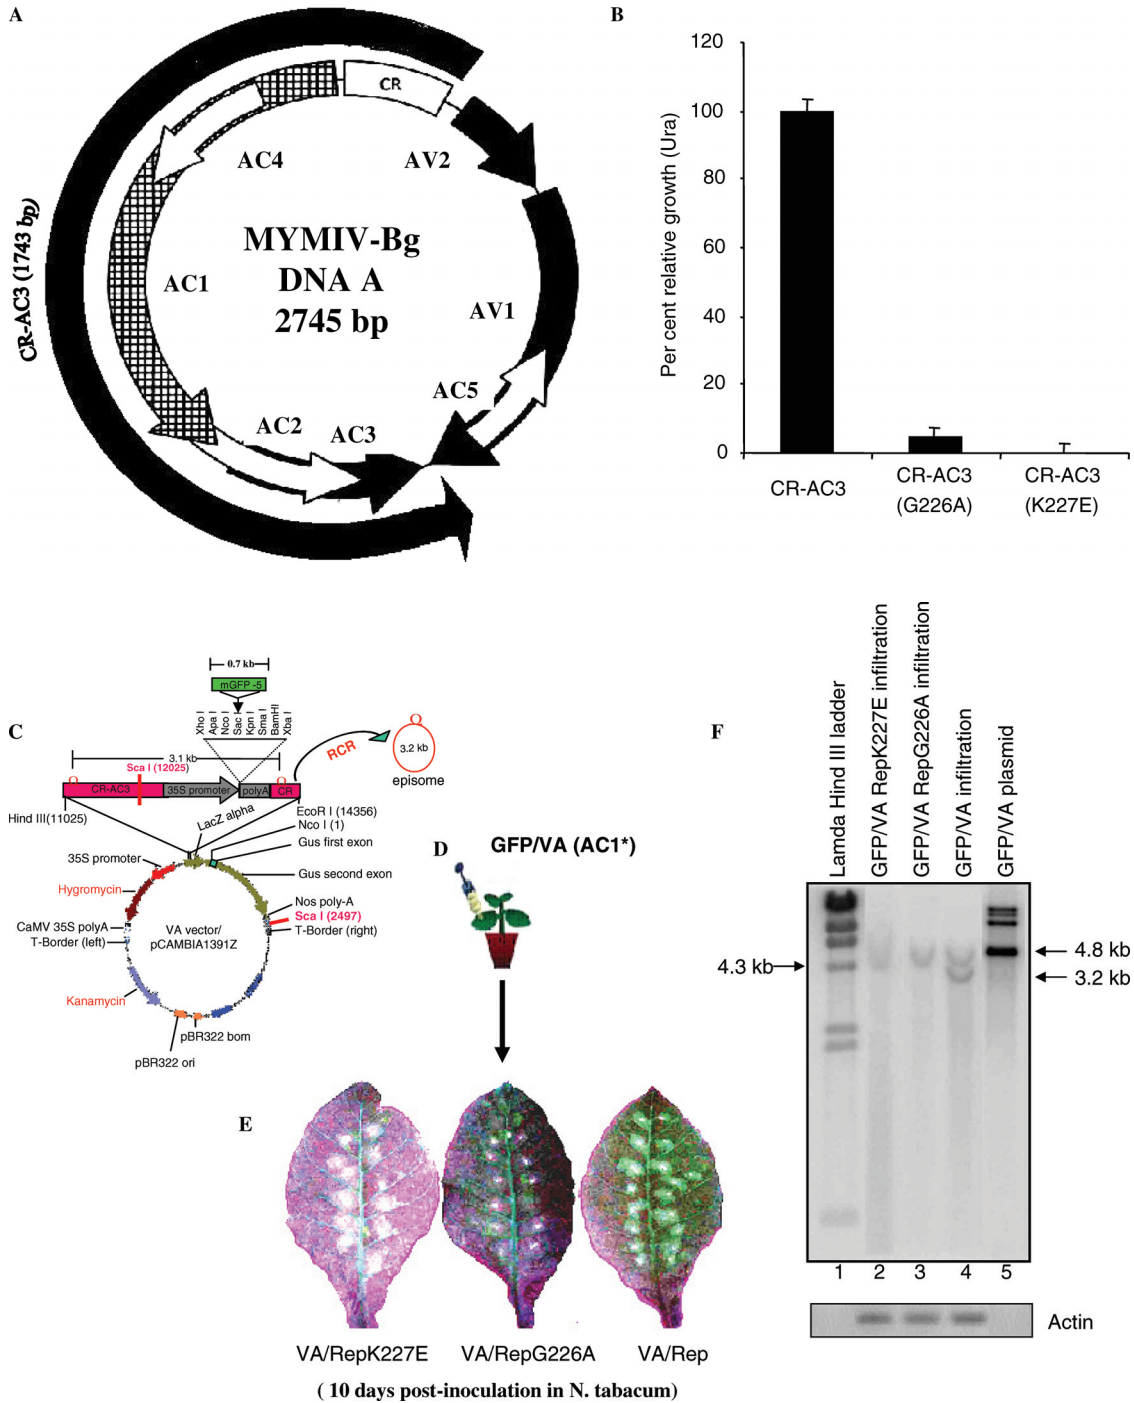 A
CR
AV2
AC4
MYMIV-Bg
DNA A
2745 bp
AC1
AV1
AC5
AC2
AC3
CR-AC3 (1743 bp)
B
Per cent relative growth (Ura)
120
100
80
60
40
20
0
CR-AC3
CR-AC3
(G226A)
CR-AC3
(K227E)
C
0.7 kb
mGFP -5
Xho I
Apa I
Nco I
Sac I
Kpn I
Sma I
BamHI
Xba I
3.1 kb
Sca I (12025)
CR-AC3
35S promoter
polyA
CR
RCR
3.2 kb
episome
Hind III(11025)
LacZ alpha
EcoR I (14356)
Nco I (1)
Gus first exon
35S promoter
Gus second exon
Hygromycin
Nos poly-A
Sca I (2497)
T-Border (right)
CaMV 35S polyA
T-Border (left)
VA vector/
pCAMBIA1391Z
Kanamycin
pBR322 bom
pBR322 ori
D
GFP/VA (AC1*)
E
VA/RepK227E
VA/RepG226A
VA/Rep
( 10 days post-inoculation in N. tabacum)
F
Lamda Hind III ladder
GFP/VA RepK227E infiltration
GFP/VA RepG226A infiltration
GFP/VA infiltration
GFP/VA plasmid
4.3 kb
4.8 kb
3.2 kb
1 2 3 4 5
Actin